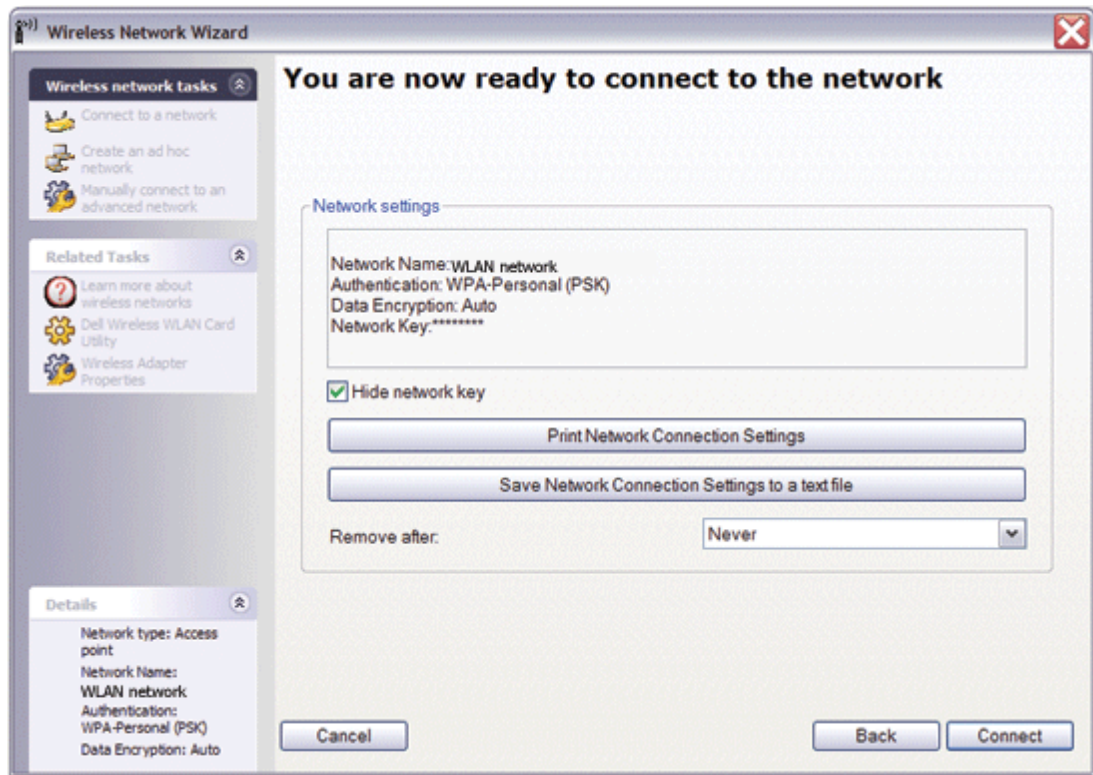 Wireless Network Wizard
Wireless network tasks
Connect to a network
Create an ad hoc
network
Manually connect to an
advanced network
Related Tasks
Learn more about
wireless networks
Dell Wireless WLAN Card
Utility
Wireless Adapter
Properties
Details
Network type: Access
point
Network Name:
WLAN network
Authentication:
WPA-Personal (PSK)
Data Encryption: Auto
You are now ready to connect to the network
Network settings
Network Name:WLAN network
Authentication: WPA-Personal (PSK)
Data Encryption: Auto
Network Key:********
Hide network key
Print Network Connection Settings
Save Network Connection Settings to a text file
Remove after: Never
Cancel Back Connect